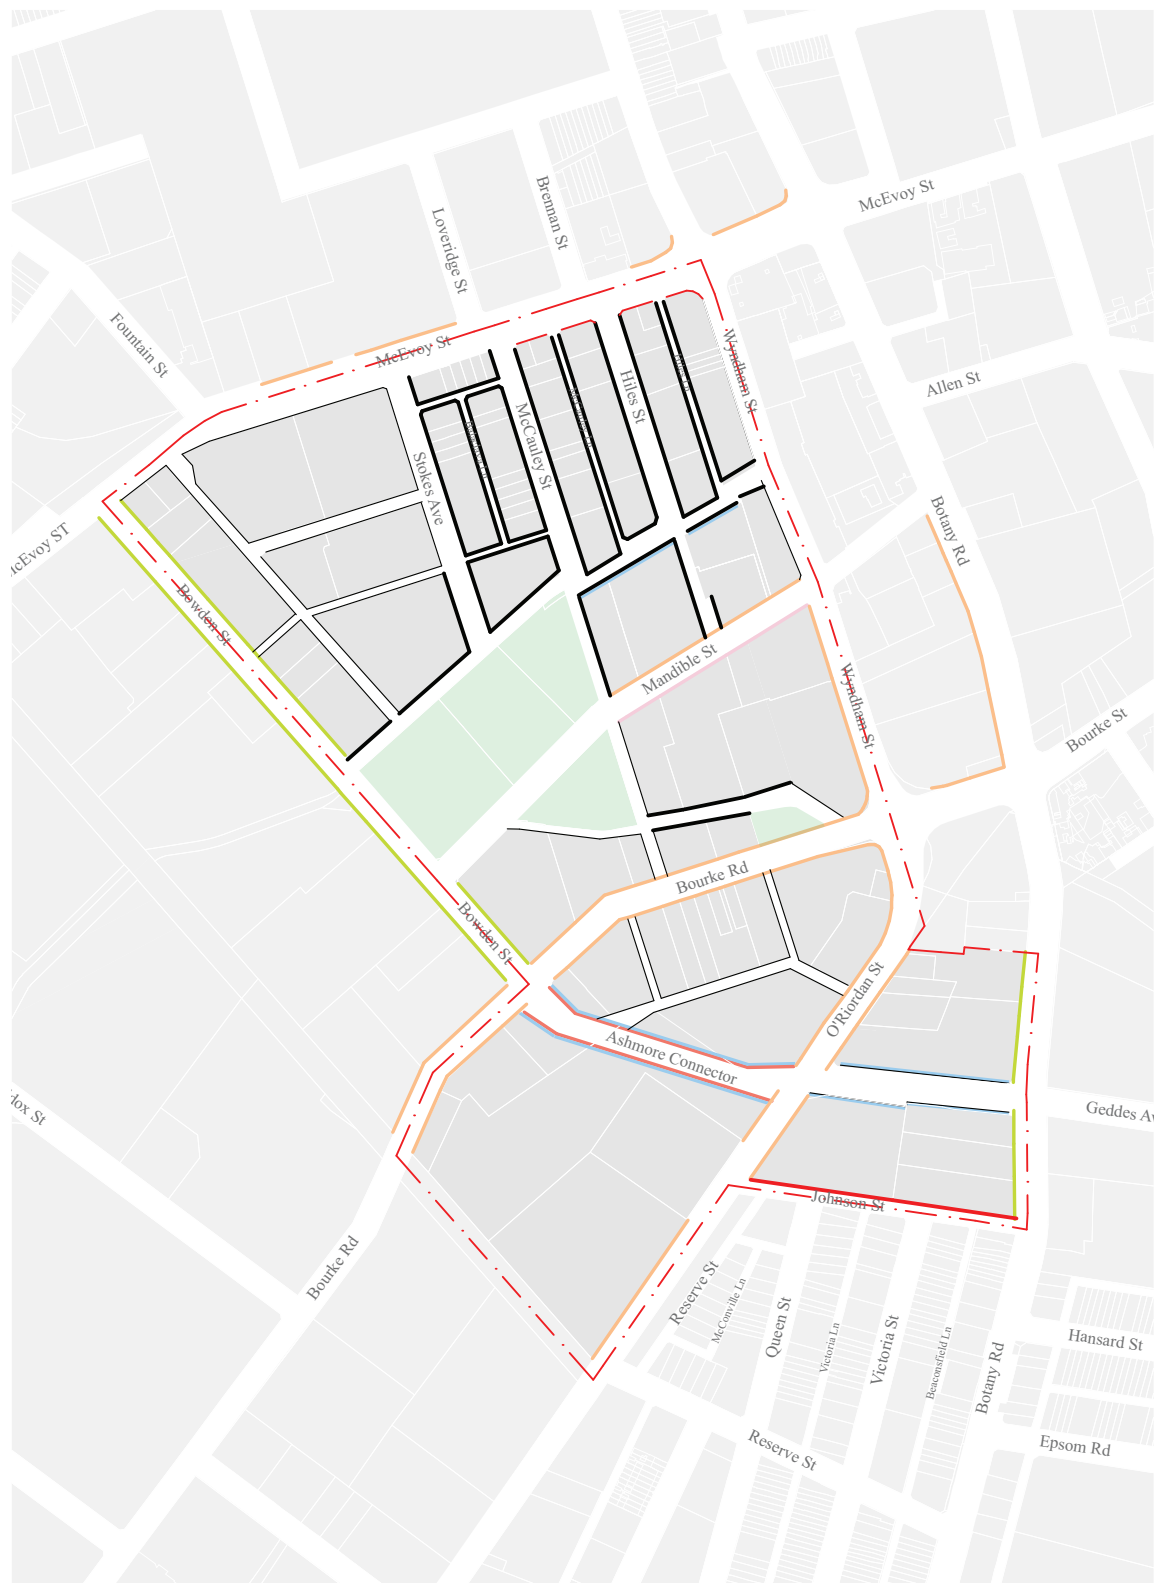 McEvoy St
Brennan St
Loveridge St
Fountain St
McEvoy St
Wyndham St
Allen St
Hiles St
McCauley St
Stokes Ave
Botany Rd
McEvoy ST
Bowden St
Mandible St
Wyndham St
Bourke St
Bourke Rd
Bowden St
O'Riordan St
Ashmore Connector
Geddes Av
dox St
Johnson St
Bourke Rd
Reserve St
McConville Ln
Queen St
Victoria Ln
Victoria St
Beaconsfield Ln
Botany Rd
Hansard St
Reserve St
Epsom Rd